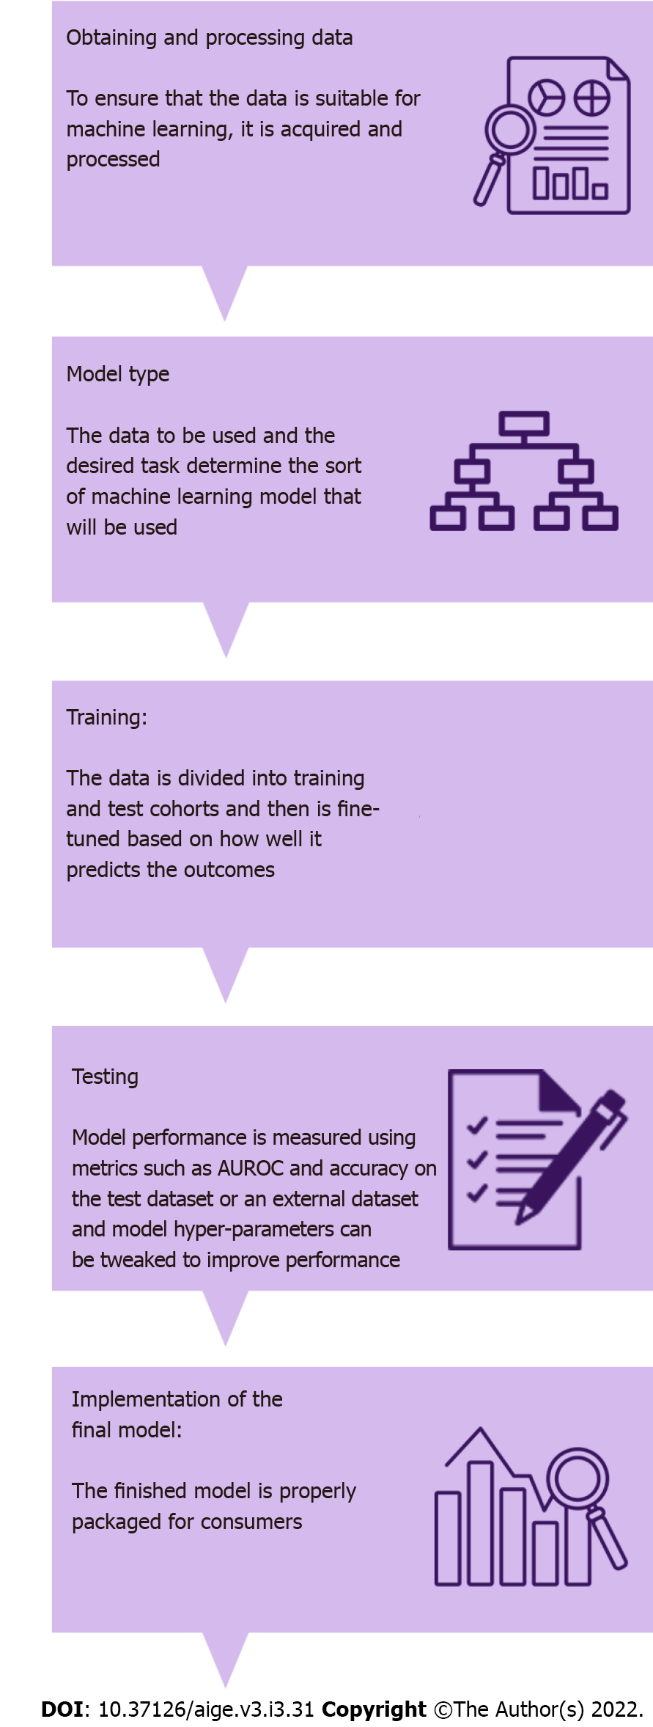 Obtaining and processing data
To ensure that the data is suitable for
machine learning, it is acquired and
processed
Model type
The data to be used and the
desired task determine the sort
of machine learning model that
will be used
Training:
The data is divided into training
and test cohorts and then is fine-
tuned based on how well it
predicts the outcomes
Testing
Model performance is measured using
metrics such as AUROC and accuracy on
the test dataset or an external dataset
and model hyper-parameters can
be tweaked to improve performance
Implementation of the
final model:
The finished model is properly
packaged for consumers
DOI: 10.37126/aige.v3.i3.31 Copyright ©The Author(s) 2022.